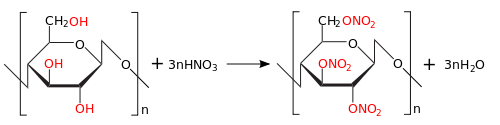 CH₂OH
O
OH
O
OH
n
+ 3nHNO₃
CH₂ONO₂
O
ONO₂
O
ONO₂
n
+ 3nH₂O